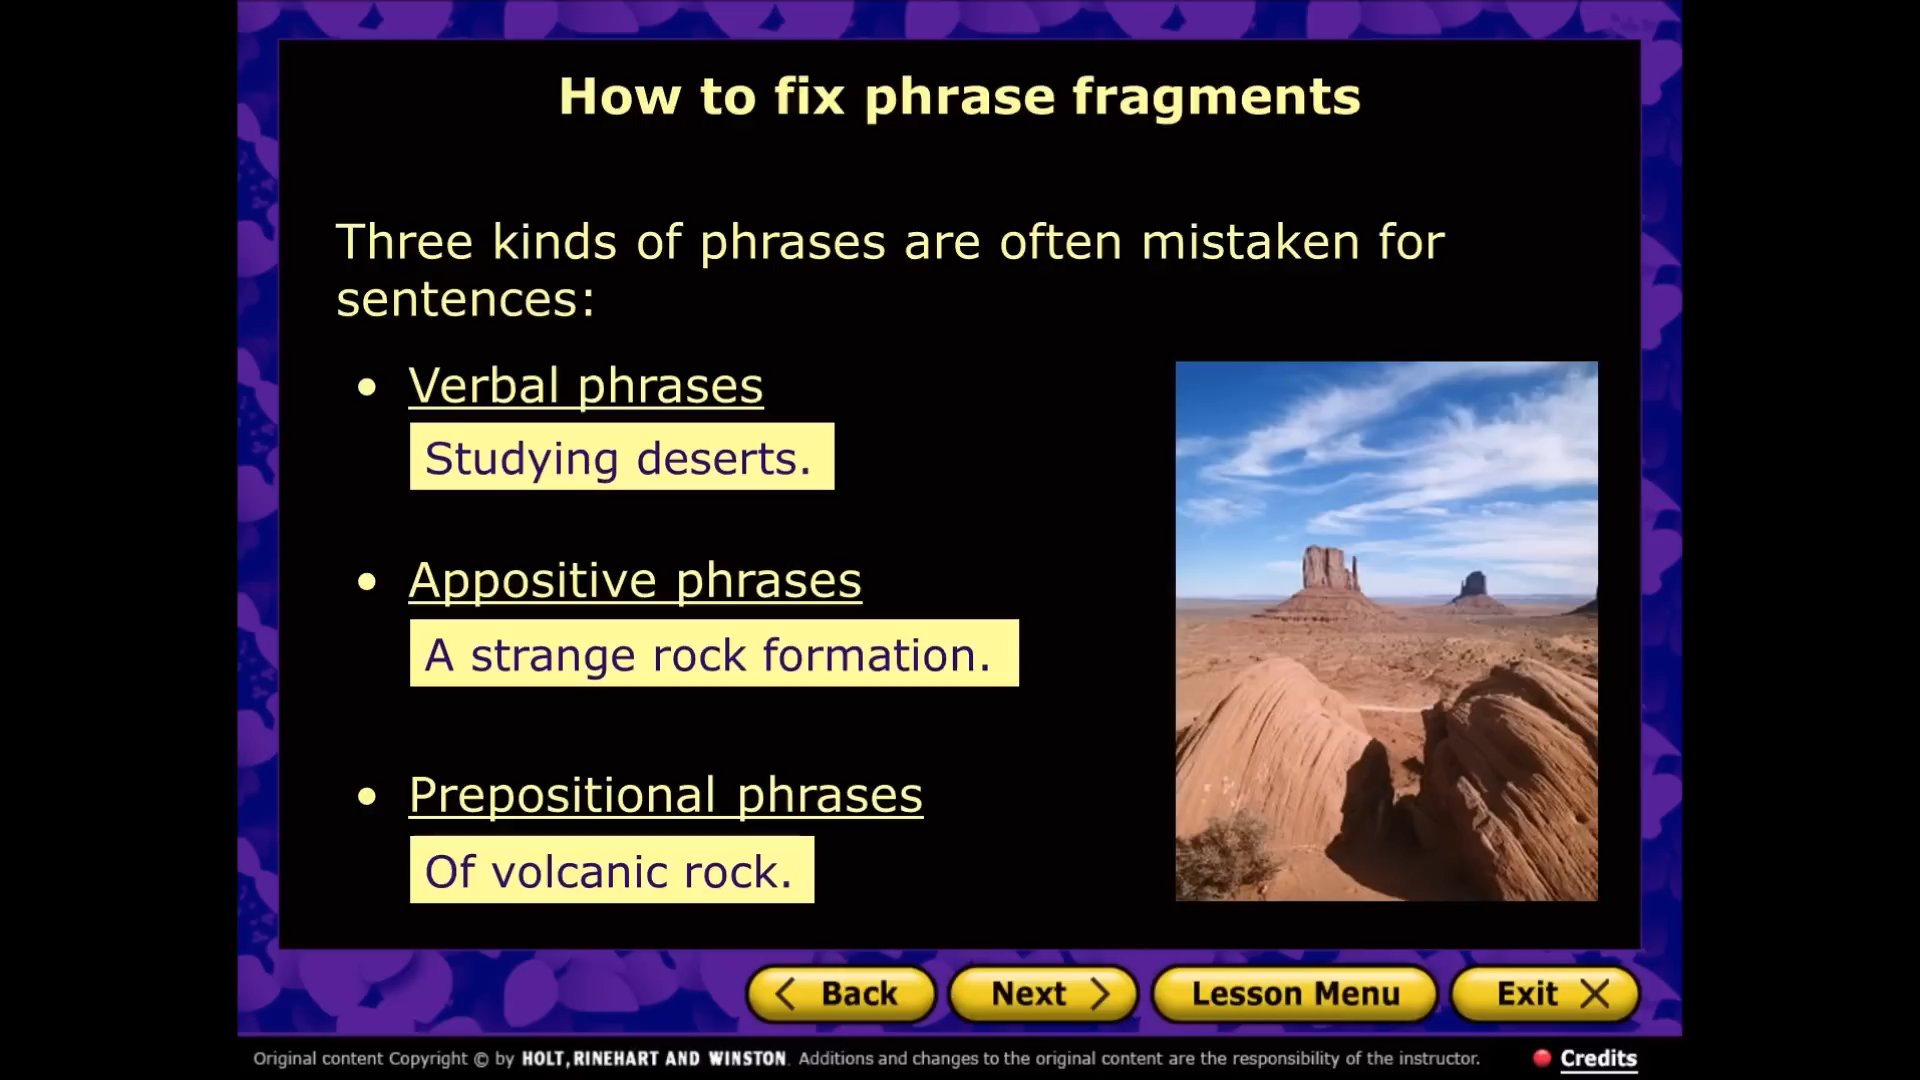 How to fix phrase fragments
Three kinds of phrases are often mistaken for
sentences:
• Verbal phrases
Studying deserts.
• Appositive phrases
A strange rock formation.
• Prepositional phrases
Of volcanic rock.
Back Next Lesson Menu Exit
Original content Copyright © by HOLT, RINEHART AND WINSTON. Additions and changes to the original content are the responsibility of the instructor. Credits